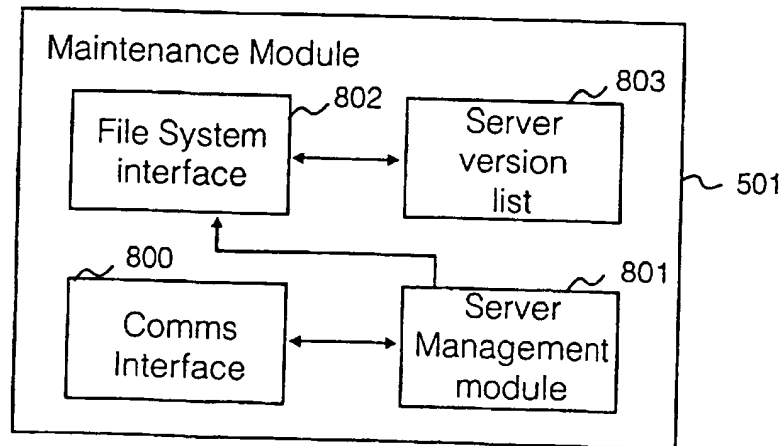 Maintenance Module
802
803
File System
interface
Server
version
list
501
800
801
Comms
Interface
Server
Management
module